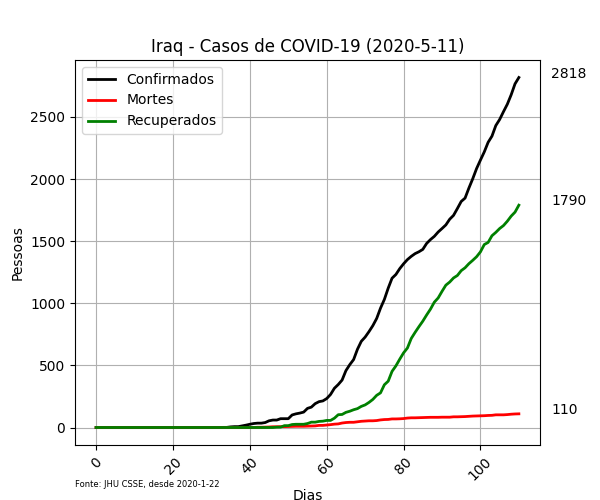 Iraq - Casos de COVID-19 (2020-5-11)
Confirmados
Mortes
Recuperados
2818
1790
110
Pessoas
2500
2000
1500
1000
500
0
0 20 40 60 80 100
Fonte: JHU CSSE, desde 2020-1-22
Dias